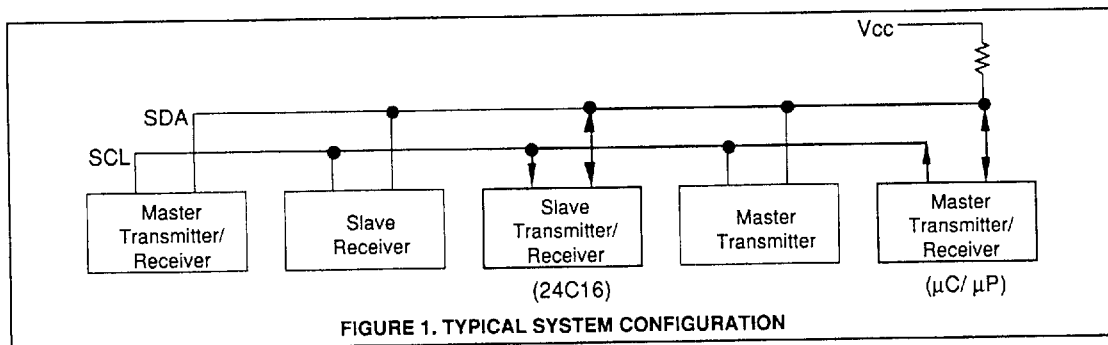 Vcc
SDA
SCL
Master
Transmitter/
Receiver
Slave
Receiver
Slave
Transmitter/
Receiver
Master
Transmitter
Master
Transmitter/
Receiver
(24C16)
(μC/ μP)
FIGURE 1. TYPICAL SYSTEM CONFIGURATION